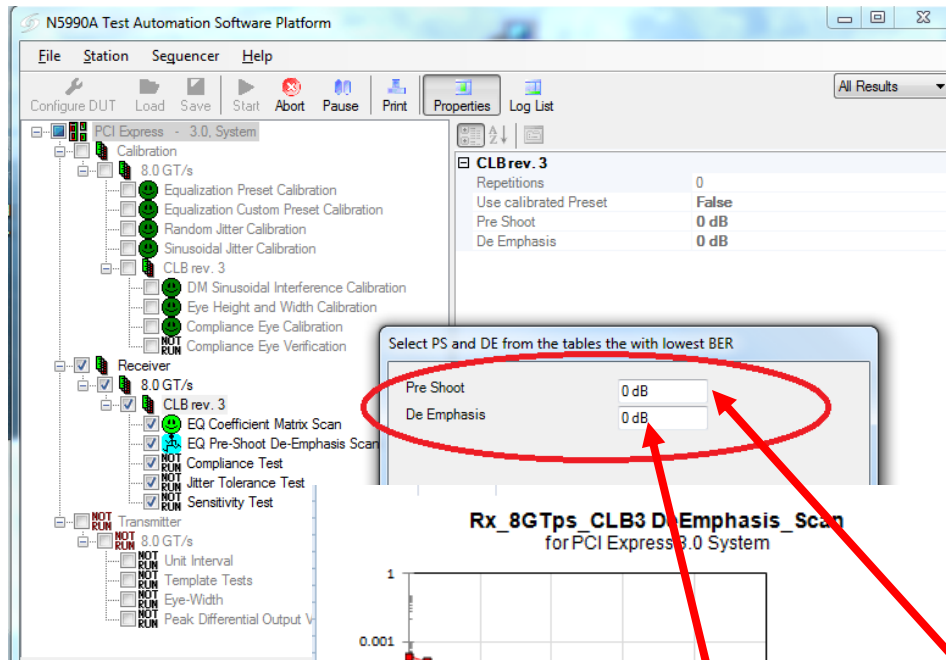 N5990A Test Automation Software Platform
File Station Sequencer Help
Configure DUT Load Save Start Abort Pause Print Properties Log List
All Results
PCI Express - 3.0, System
Calibration
8.0 GT/s
Equalization Preset Calibration
Equalization Custom Preset Calibration
Random Jitter Calibration
Sinusoidal Jitter Calibration
CLB rev. 3
DM Sinusoidal Interference Calibration
Eye Height and Width Calibration
Compliance Eye Calibration
NOT RUN Compliance Eye Verification
Receiver
8.0 GT/s
CLB rev. 3
EQ Coefficient Matrix Scan
EQ Pre-Shoot De-Emphasis Scan
NOT RUN Compliance Test
NOT RUN Jitter Tolerance Test
NOT RUN Sensitivity Test
NOT RUN Transmitter
NOT RUN 8.0 GT/s
NOT RUN Unit Interval
NOT RUN Template Tests
NOT RUN Eye-Width
NOT RUN Peak Differential Output V
CLB rev. 3
Repetitions 0
Use calibrated Preset False
Pre Shoot 0 dB
De Emphasis 0 dB
Select PS and DE from the tables the with lowest BER
Pre Shoot 0 dB
De Emphasis 0 dB
Rx_8GTps_CLB3 DeEmphasis_Scan
for PCI Express 3.0 System
1
0.001